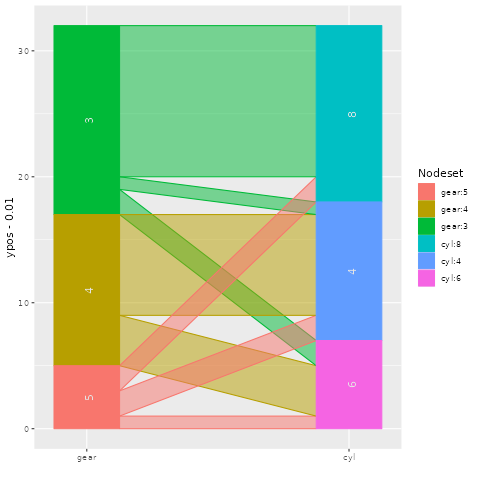 30
20
10
0
ypos - 0.01
3
4
5
8
4
6
gear
cyl
Nodeset
gear:5
gear:4
gear:3
cyl:8
cyl:4
cyl:6